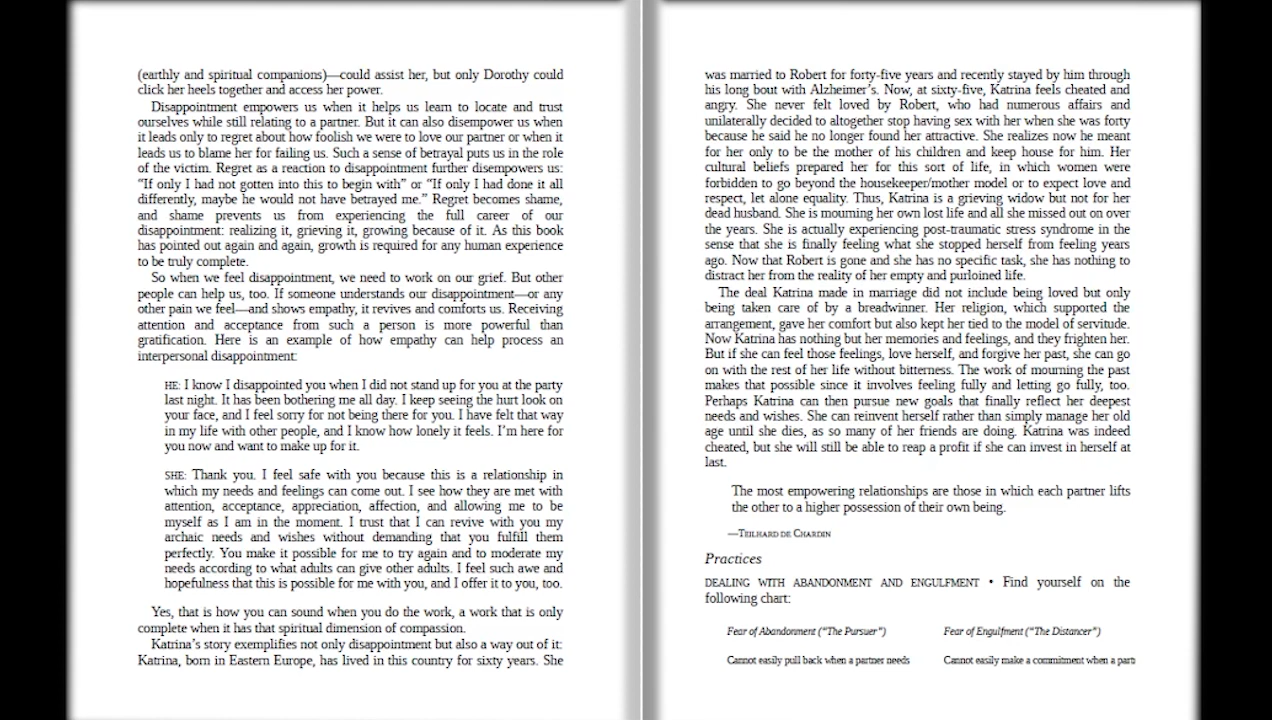 (earthly and spiritual companions)—could assist her, but only Dorothy could
click her heels together and access her power.
Disappointment empowers us when it helps us learn to locate and trust
ourselves while still relating to a partner. But it can also disempower us when
it leads only to regret about how foolish we were to love our partner or when it
leads us to blame her for failing us. Such a sense of betrayal puts us in the role
of the victim. Regret as a reaction to disappointment further disempowers us:
“If only I had not gotten into this to begin with” or “If only I had done it all
differently, maybe he would not have betrayed me.” Regret becomes shame,
and shame prevents us from experiencing the full career of our
disappointment: realizing it, grieving it, growing because of it. As this book
has pointed out again and again, growth is required for any human experience
to be truly complete.
So when we feel disappointment, we need to work on our grief. But other
people can help us, too. If someone understands our disappointment—or any
other pain we feel—and shows empathy, it revives and comforts us. Receiving
attention and acceptance from such a person is more powerful than
gratification. Here is an example of how empathy can help process an
interpersonal disappointment:
HE: I know I disappointed you when I did not stand up for you at the party
last night. It has been bothering me all day. I keep seeing the hurt look on
your face, and I feel sorry for not being there for you. I have felt that way
in my life with other people, and I know how lonely it feels. I’m here for
you now and want to make up for it.
SHE: Thank you. I feel safe with you because this is a relationship in
which my needs and feelings can come out. I see how they are met with
attention, acceptance, appreciation, affection, and allowing me to be
myself as I am in the moment. I trust that I can revive with you my
archaic needs and wishes without demanding that you fulfill them
perfectly. You make it possible for me to try again and to moderate my
needs according to what adults can give other adults. I feel such awe and
hopefulness that this is possible for me with you, and I offer it to you, too.
Yes, that is how you can sound when you do the work, a work that is only
complete when it has that spiritual dimension of compassion.
Katrina’s story exemplifies not only disappointment but also a way out of it:
Katrina, born in Eastern Europe, has lived in this country for sixty years. She
was married to Robert for forty-five years and recently stayed by him through
his long bout with Alzheimer’s. Now, at sixty-five, Katrina feels cheated and
angry. She never felt loved by Robert, who had numerous affairs and
unilaterally decided to altogether stop having sex with her when she was forty
because he said he no longer found her attractive. She realizes now he meant
for her only to be the mother of his children and keep house for him. Her
cultural beliefs prepared her for this sort of life, in which women were
forbidden to go beyond the housekeeper/mother model or to expect love and
respect, let alone equality. Thus, Katrina is a grieving widow but not for her
dead husband. She is mourning her own lost life and all she missed out on over
the years. She is actually experiencing post-traumatic stress syndrome in the
sense that she is finally feeling what she stopped herself from feeling years
ago. Now that Robert is gone and she has no specific task, she has nothing to
distract her from the reality of her empty and purloined life.
The deal Katrina made in marriage did not include being loved but only
being taken care of by a breadwinner. Her religion, which supported the
arrangement, gave her comfort but also kept her tied to the model of servitude.
Now Katrina has nothing but her memories and feelings, and they frighten her.
But if she can feel those feelings, love herself, and forgive her past, she can go
on with the rest of her life without bitterness. The work of mourning the past
makes that possible since it involves feeling fully and letting go fully, too.
Perhaps Katrina can then pursue new goals that finally reflect her deepest
needs and wishes. She can reinvent herself rather than simply manage her old
age until she dies, as so many of her friends are doing. Katrina was indeed
cheated, but she will still be able to reap a profit if she can invest in herself at
last.
The most empowering relationships are those in which each partner lifts
the other to a higher possession of their own being.
—TEILHARD DE CHARDIN
Practices
DEALING WITH ABANDONMENT AND ENGULFMENT • Find yourself on the
following chart:
Fear of Abandonment (“The Pursuer”) Fear of Engulfment (“The Distancer”)
Cannot easily pull back when a partner needs Cannot easily make a commitment when a part